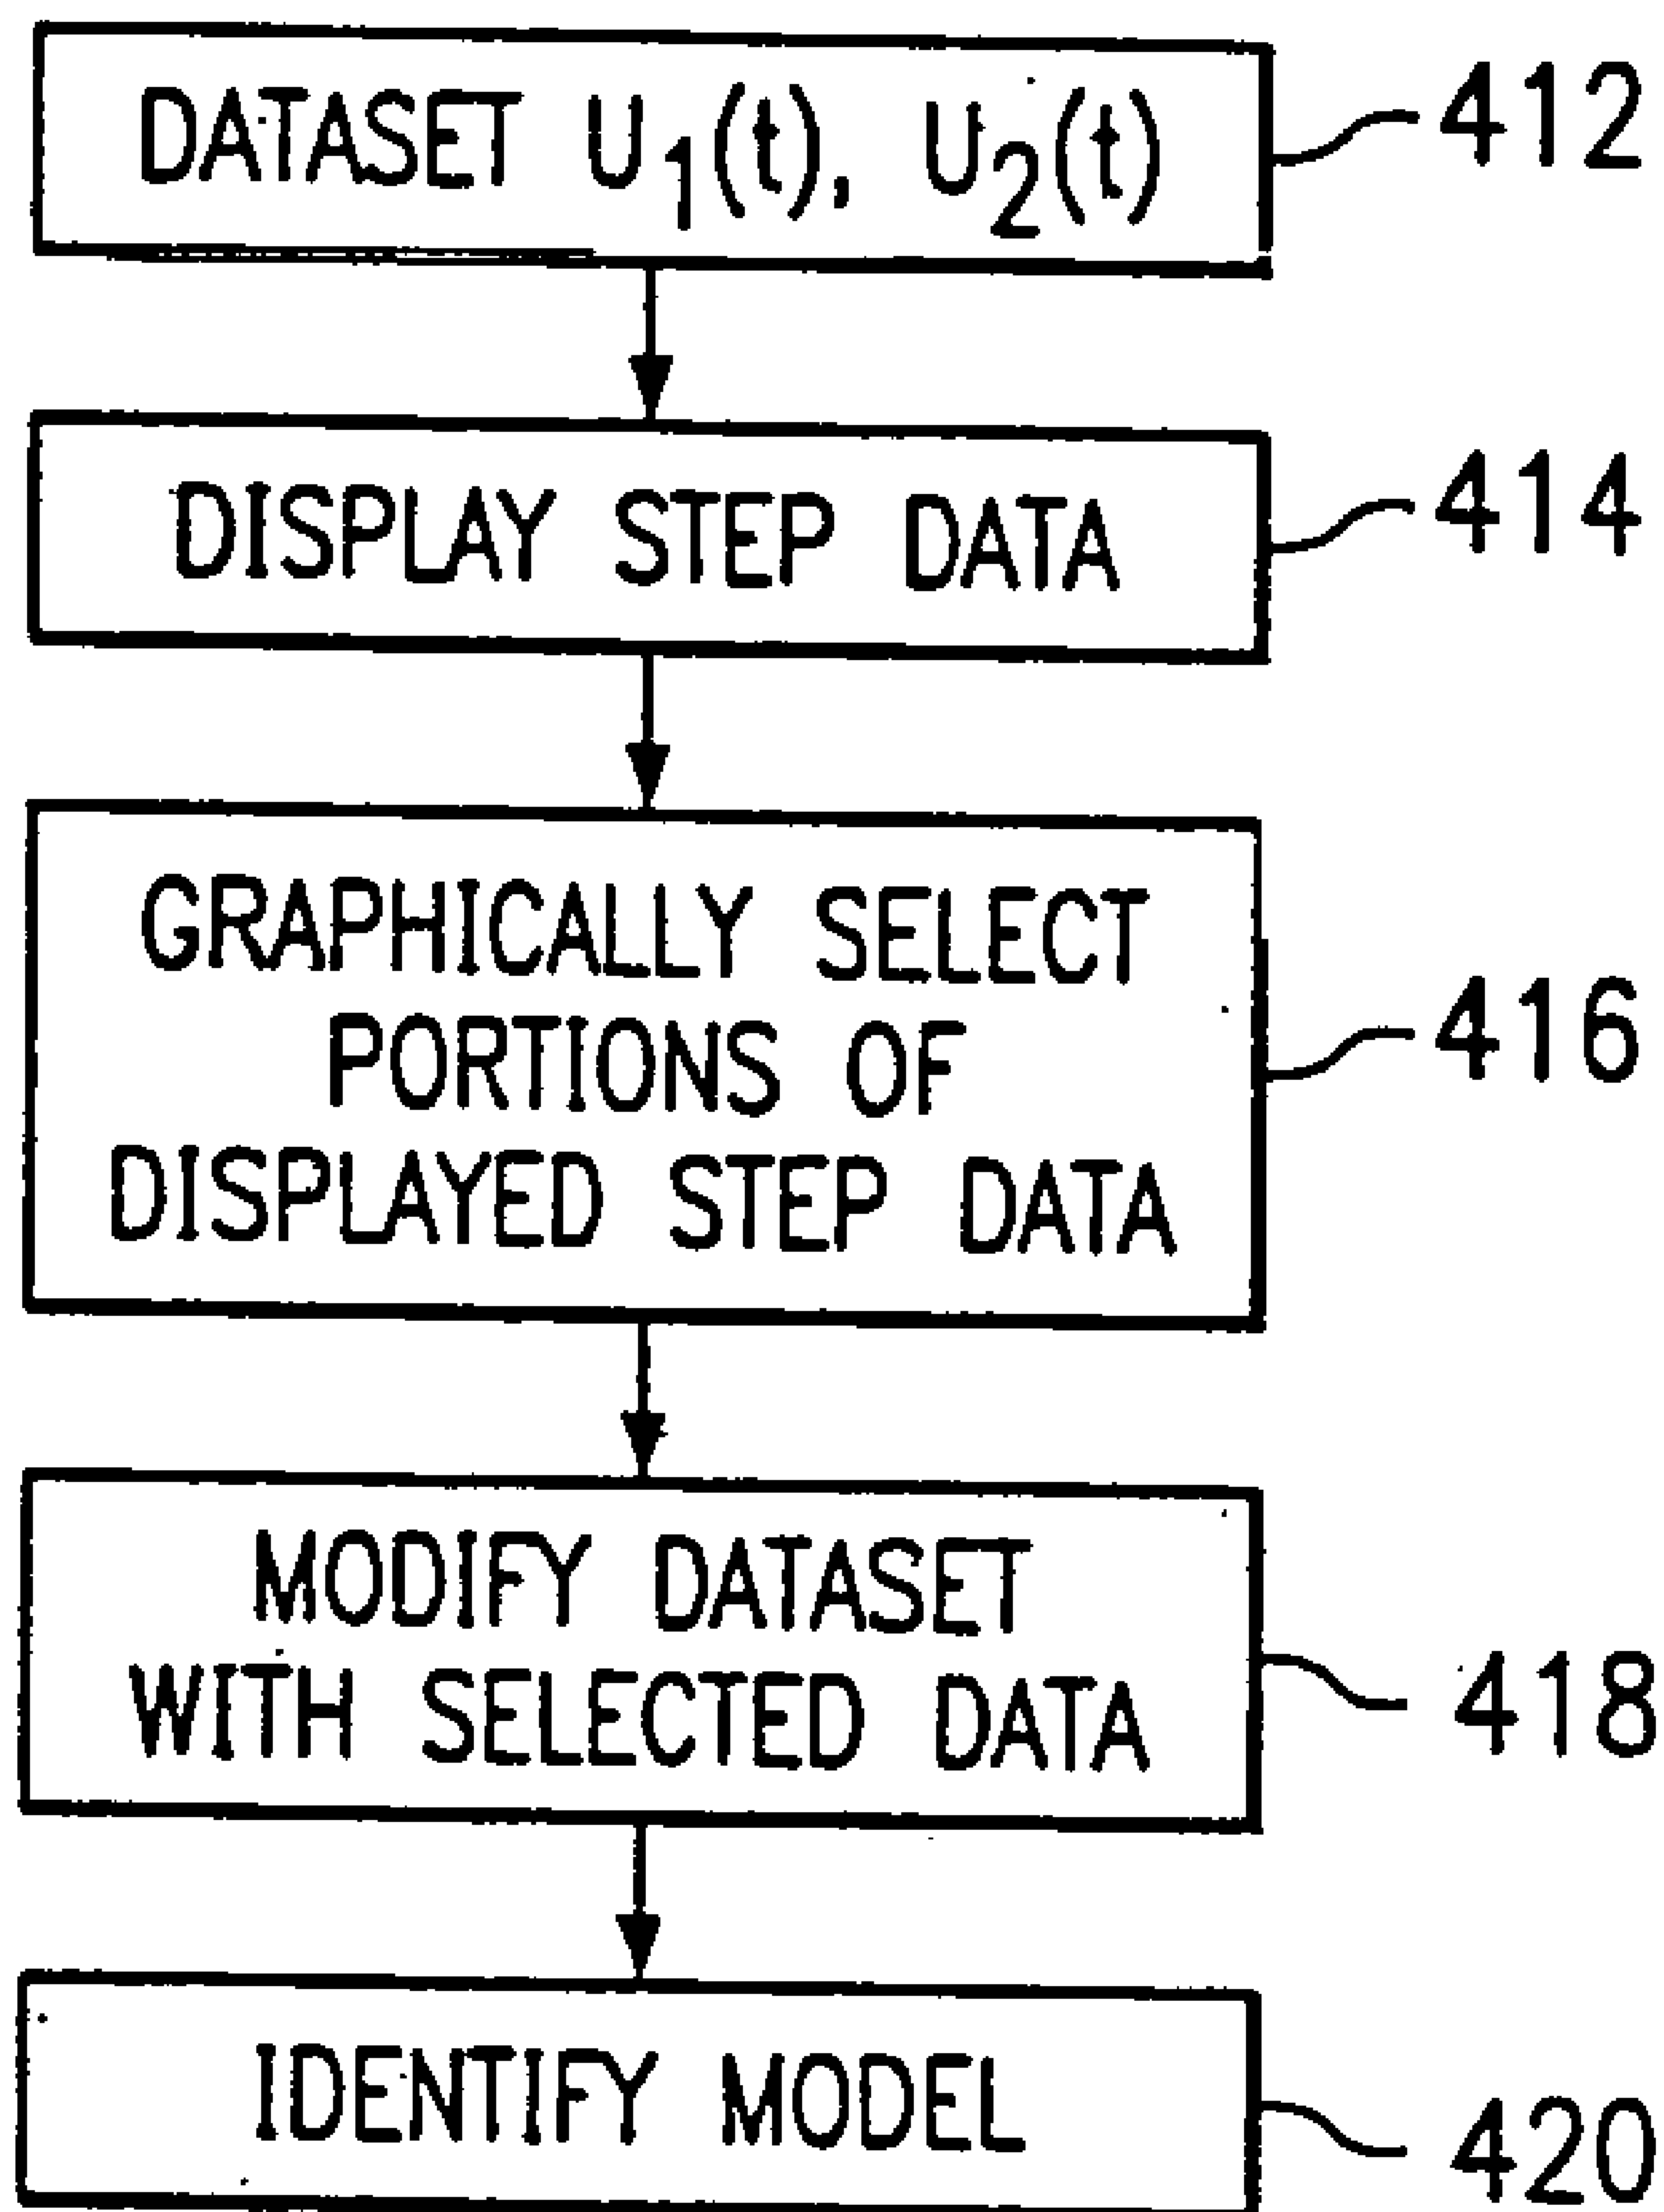 DATASET U₁(t), U₂(t) 412
DISPLAY STEP DATA 414
GRAPHICALLY SELECT
PORTIONS OF 416
DISPLAYED STEP DATA
MODIFY DATASET
WITH SELECTED DATA 418
IDENTIFY MODEL 420